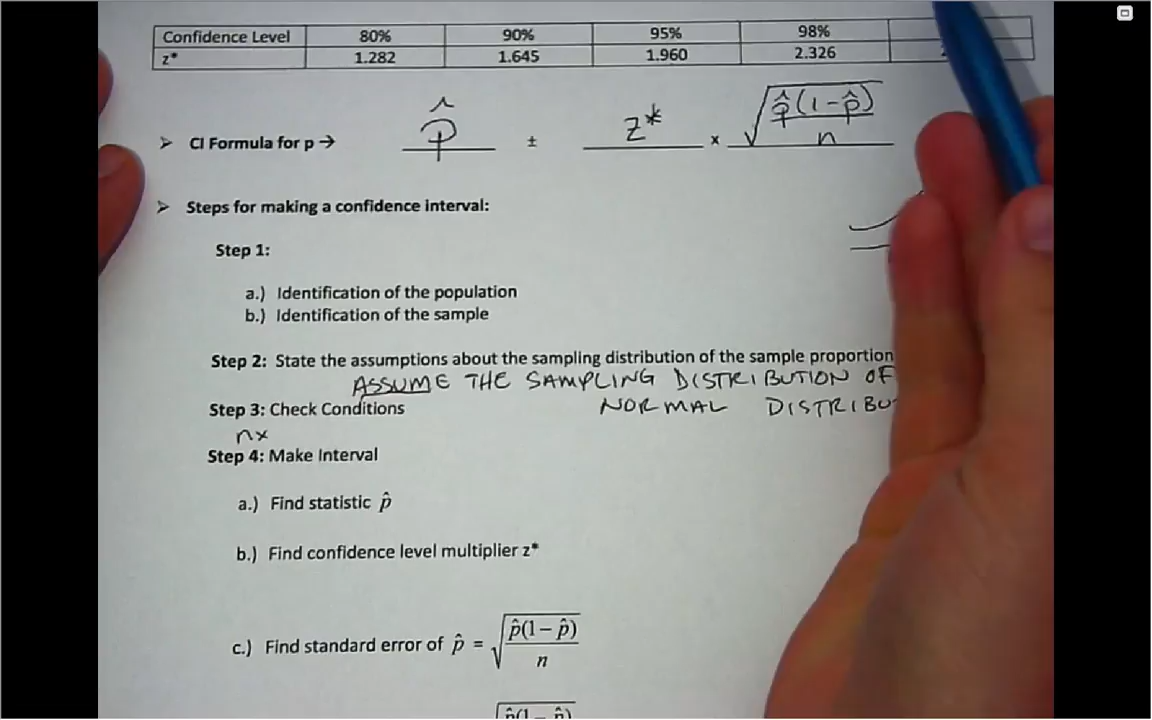 Confidence Level 80% 90% 95% 98%
z* 1.282 1.645 1.960 2.326
➢ CI Formula for p → p̂ ± z* × √(p̂(1-p̂)/n)
➢ Steps for making a confidence interval:
Step 1:
a.) Identification of the population
b.) Identification of the sample
Step 2: State the assumptions about the sampling distribution of the sample proportion
ASSUME THE SAMPLING DISTRIBUTION OF
Step 3: Check Conditions NORMAL
nx
Step 4: Make Interval
a.) Find statistic p̂
b.) Find confidence level multiplier z*
c.) Find standard error of p̂ = √(p̂(1 − p̂)/n)